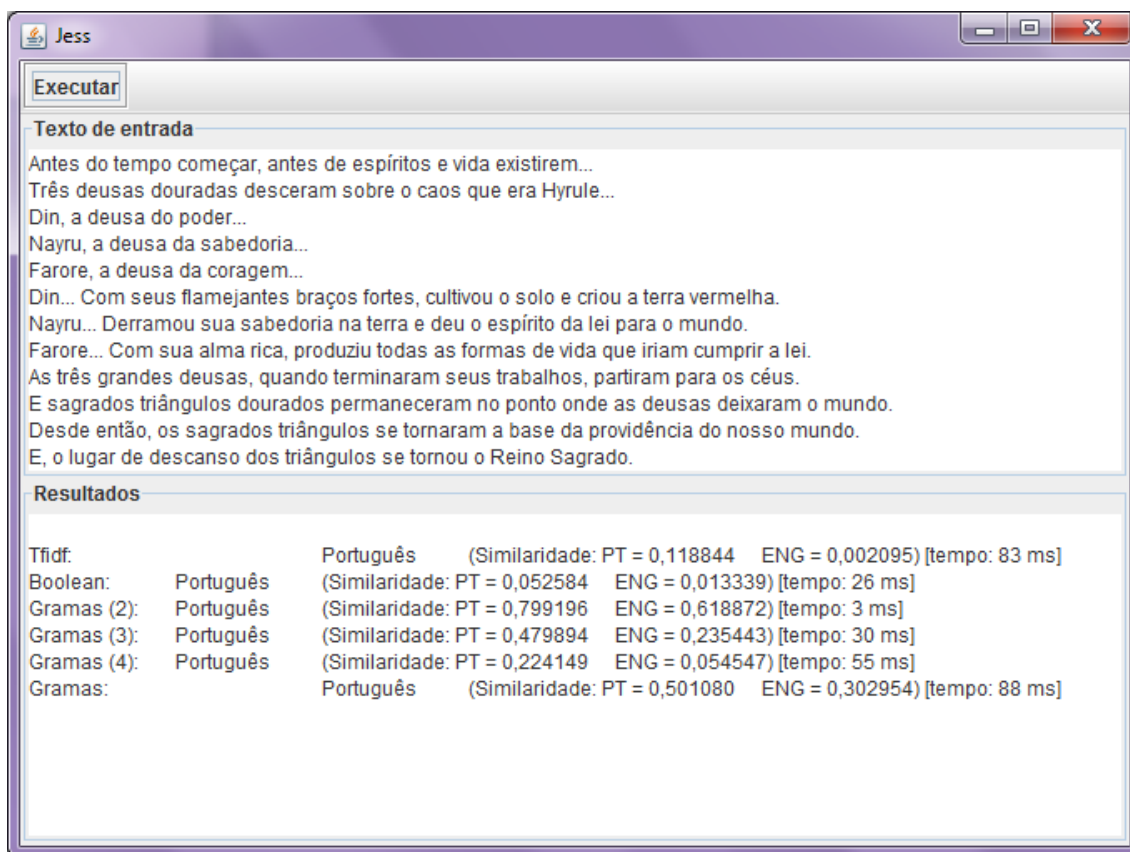 Jess
Executar
Texto de entrada
Antes do tempo começar, antes de espíritos e vida existirem...
Três deusas douradas desceram sobre o caos que era Hyrule...
Din, a deusa do poder...
Nayru, a deusa da sabedoria...
Farore, a deusa da coragem...
Din... Com seus flamejantes braços fortes, cultivou o solo e criou a terra vermelha.
Nayru... Derramou sua sabedoria na terra e deu o espírito da lei para o mundo.
Farore... Com sua alma rica, produziu todas as formas de vida que iriam cumprir a lei.
As três grandes deusas, quando terminaram seus trabalhos, partiram para os céus.
E sagrados triângulos dourados permaneceram no ponto onde as deusas deixaram o mundo.
Desde então, os sagrados triângulos se tornaram a base da providência do nosso mundo.
E, o lugar de descanso dos triângulos se tornou o Reino Sagrado.
Resultados
Tfidf: Português (Similaridade: PT = 0,118844 ENG = 0,002095) [tempo: 83 ms]
Boolean: Português (Similaridade: PT = 0,052584 ENG = 0,013339) [tempo: 26 ms]
Gramas (2): Português (Similaridade: PT = 0,799196 ENG = 0,618872) [tempo: 3 ms]
Gramas (3): Português (Similaridade: PT = 0,479894 ENG = 0,235443) [tempo: 30 ms]
Gramas (4): Português (Similaridade: PT = 0,224149 ENG = 0,054547) [tempo: 55 ms]
Gramas: Português (Similaridade: PT = 0,501080 ENG = 0,302954) [tempo: 88 ms]